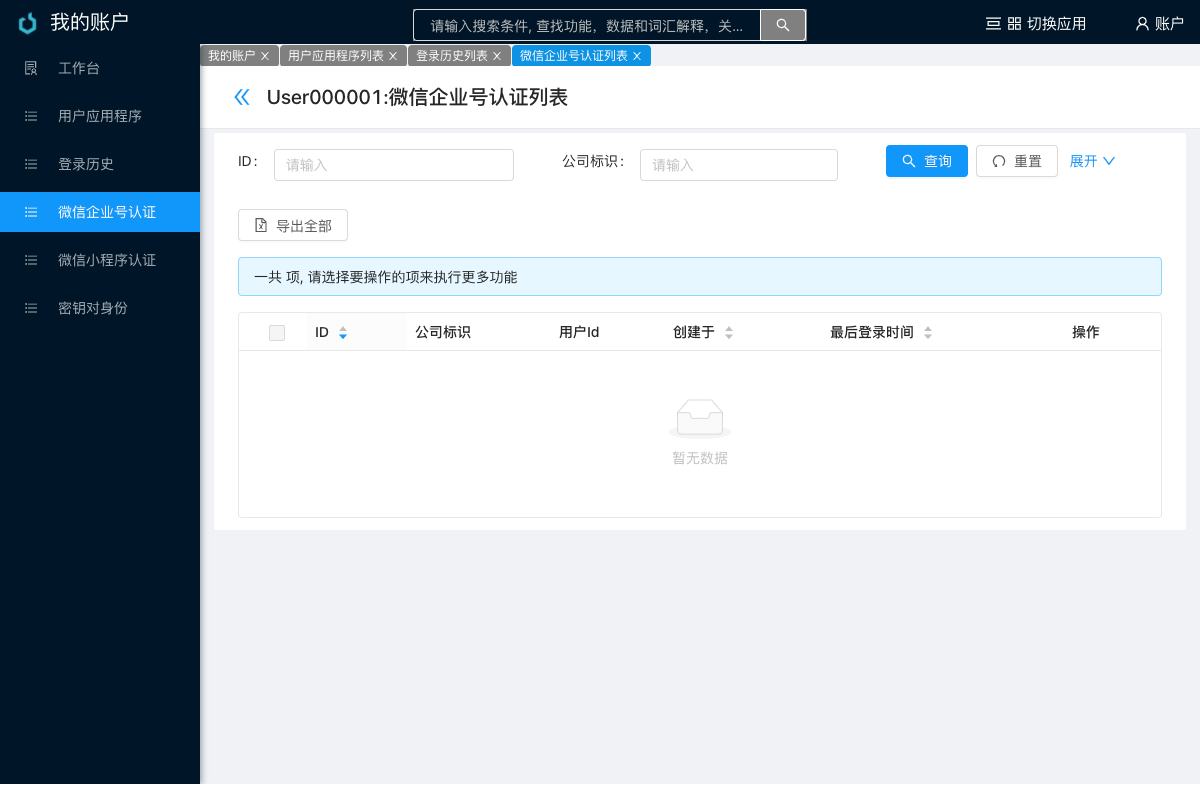 我的账户
请输入搜索条件, 查找功能，数据和词汇解释，关...
切换应用
账户
我的账户
用户应用程序列表
登录历史列表
微信企业号认证列表
工作台
用户应用程序
登录历史
微信企业号认证
微信小程序认证
密钥对身份
User000001:微信企业号认证列表
ID：
请输入
公司标识：
请输入
查询
重置
展开
导出全部
一共 项, 请选择要操作的项来执行更多功能
ID 公司标识 用户Id 创建于 最后登录时间 操作
暂无数据